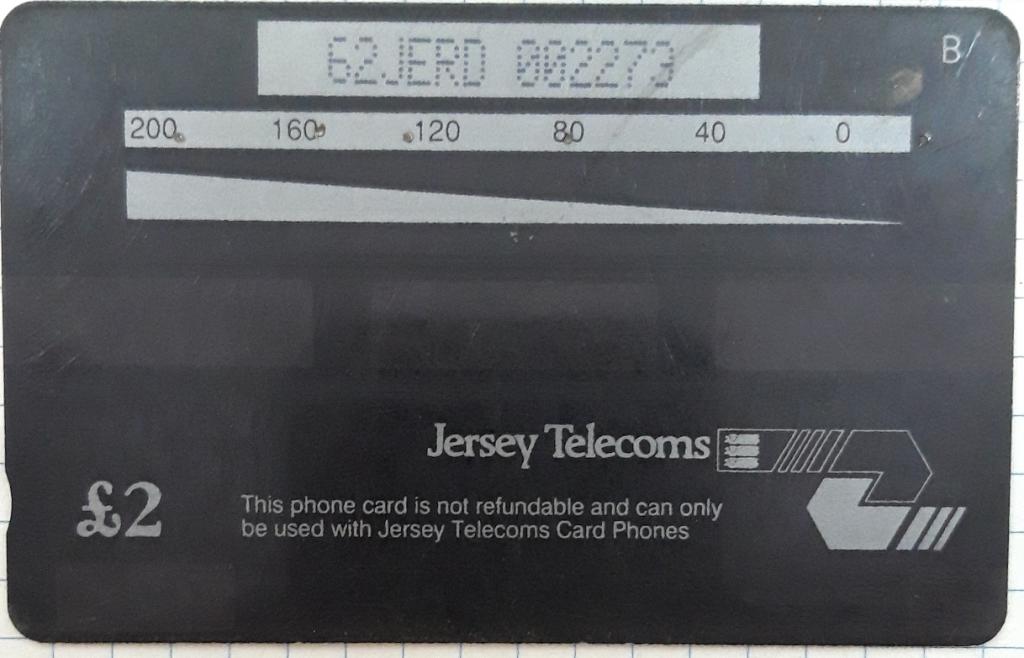 62JERD 002273
B
200 160 120 80 40 0
Jersey Telecoms
£2
This phone card is not refundable and can only
be used with Jersey Telecoms Card Phones